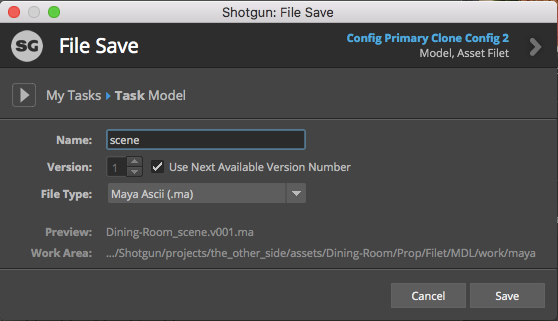 Shotgun: File Save
SG File Save
Config Primary Clone Config 2
Model, Asset Filet
My Tasks Task Model
Name: scene
Version: 1 Use Next Available Version Number
File Type: Maya Ascii (.ma)
Preview: Dining-Room_scene.v001.ma
Work Area: .../Shotgun/projects/the_other_side/assets/Dining-Room/Prop/Filet/MDL/work/maya
Cancel Save